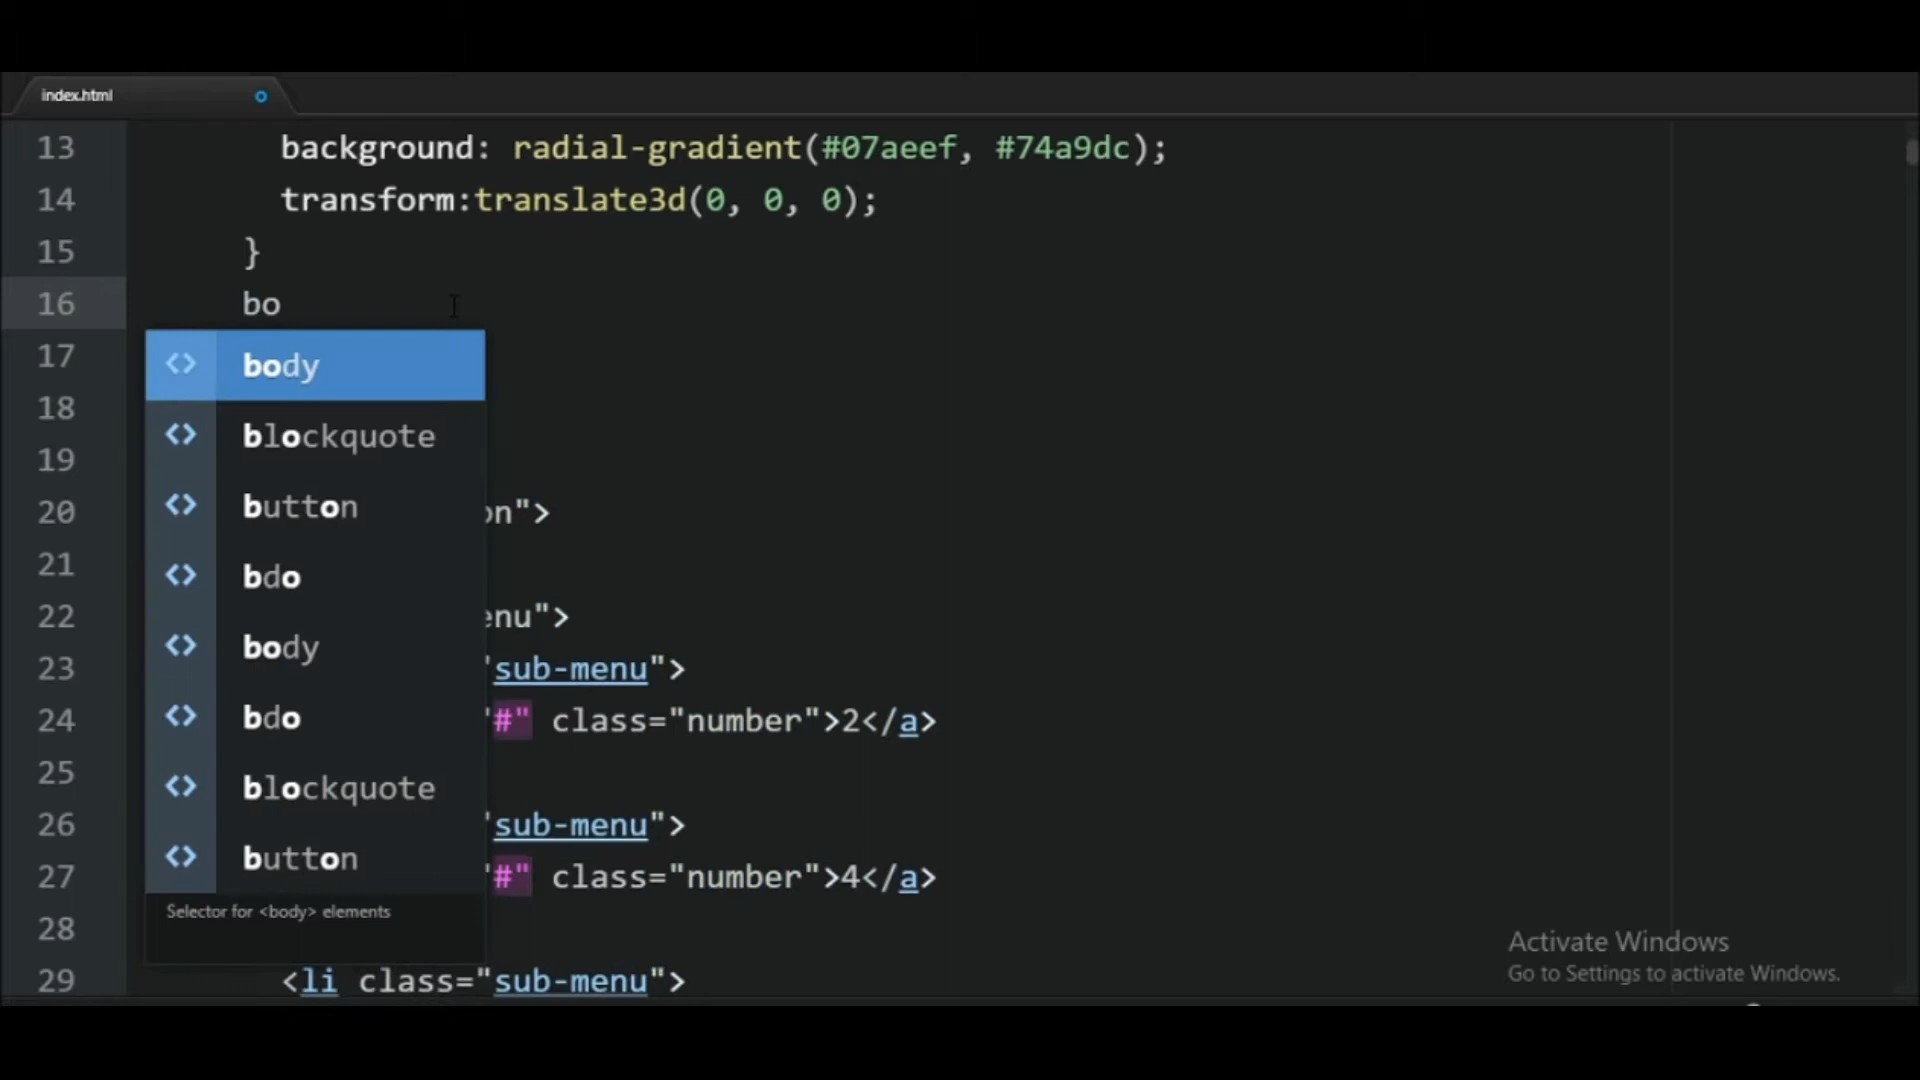 index.html
13 background: radial-gradient(#07aeef, #74a9dc);
14 transform:translate3d(0, 0, 0);
15 }
16 bo
17
body
18
blockquote
19
button
20 on">
21
bdo
22 enu">
body
23 'sub-menu">
24 '#" class="number">2</a>
bdo
25
blockquote
26 'sub-menu">
button
27 '#" class="number">4</a>
Selector for <body> elements
28
29 <li class="sub-menu">
Activate Windows
Go to Settings to activate Windows.